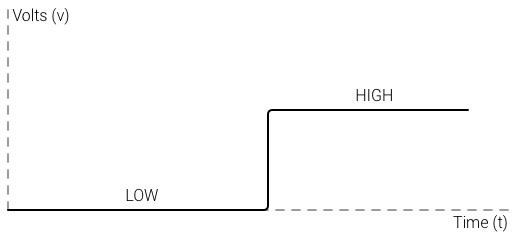 Volts (v)
HIGH
LOW
Time (t)